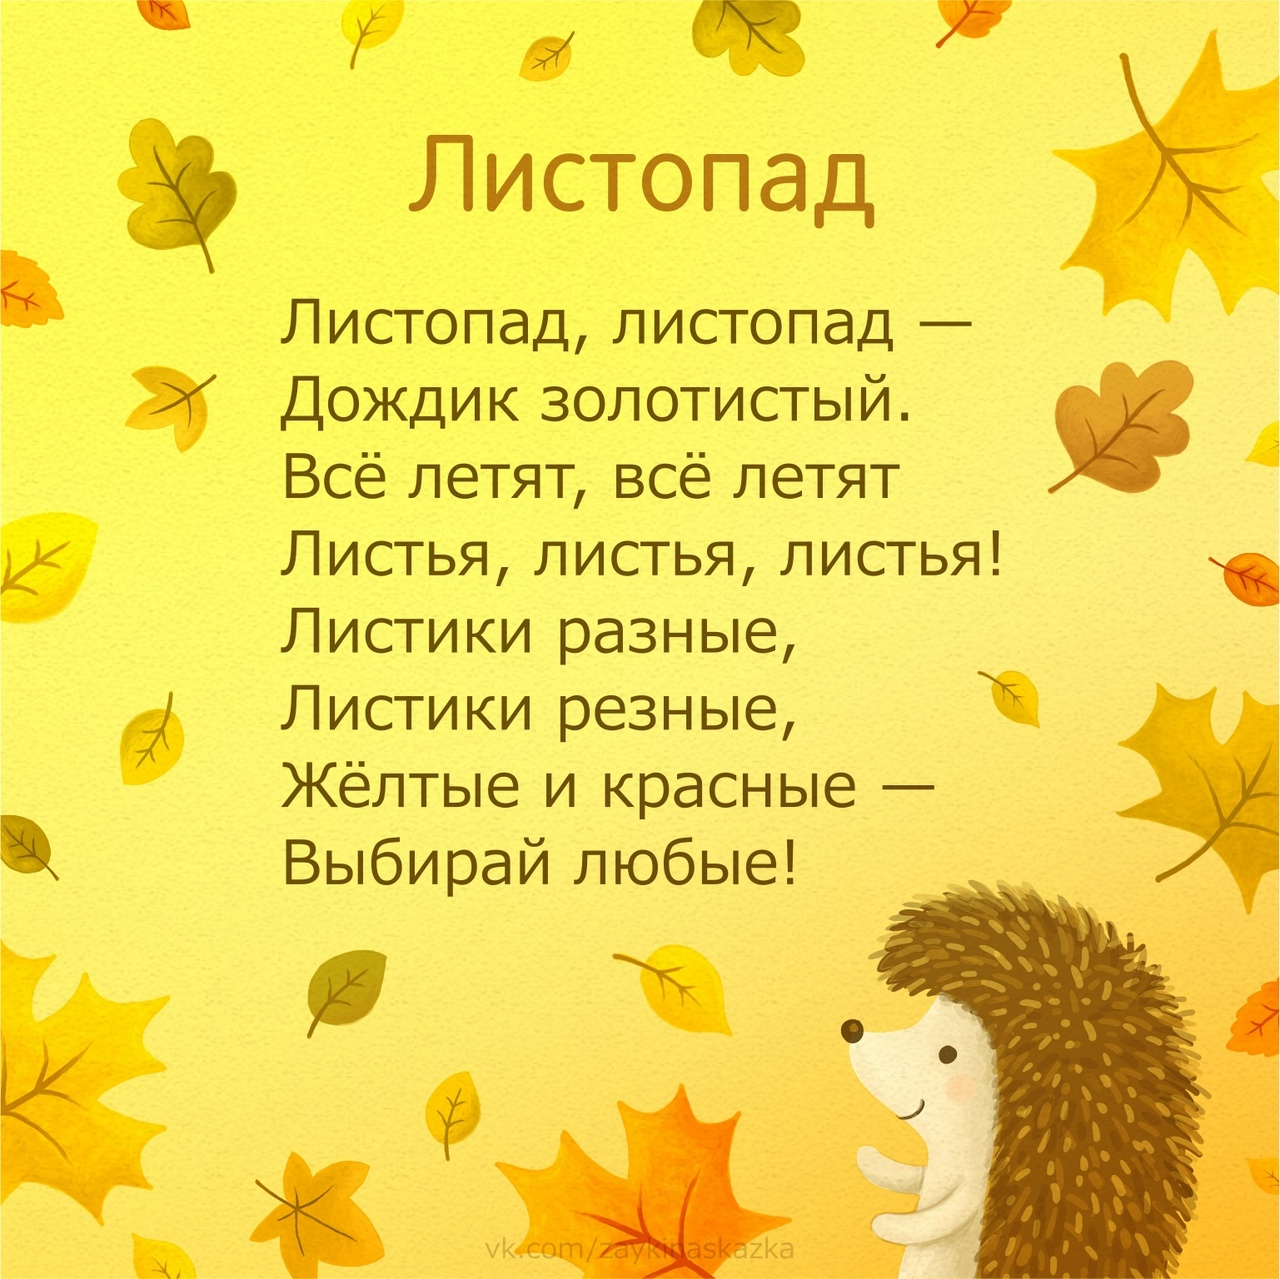 Листопад
Листопад, листопад —
Дождик золотистый.
Всё летят, всё летят
Листья, листья, листья!
Листики разные,
Листики резные,
Жёлтые и красные —
Выбирай любые!
vk.com/zaykinaskazka